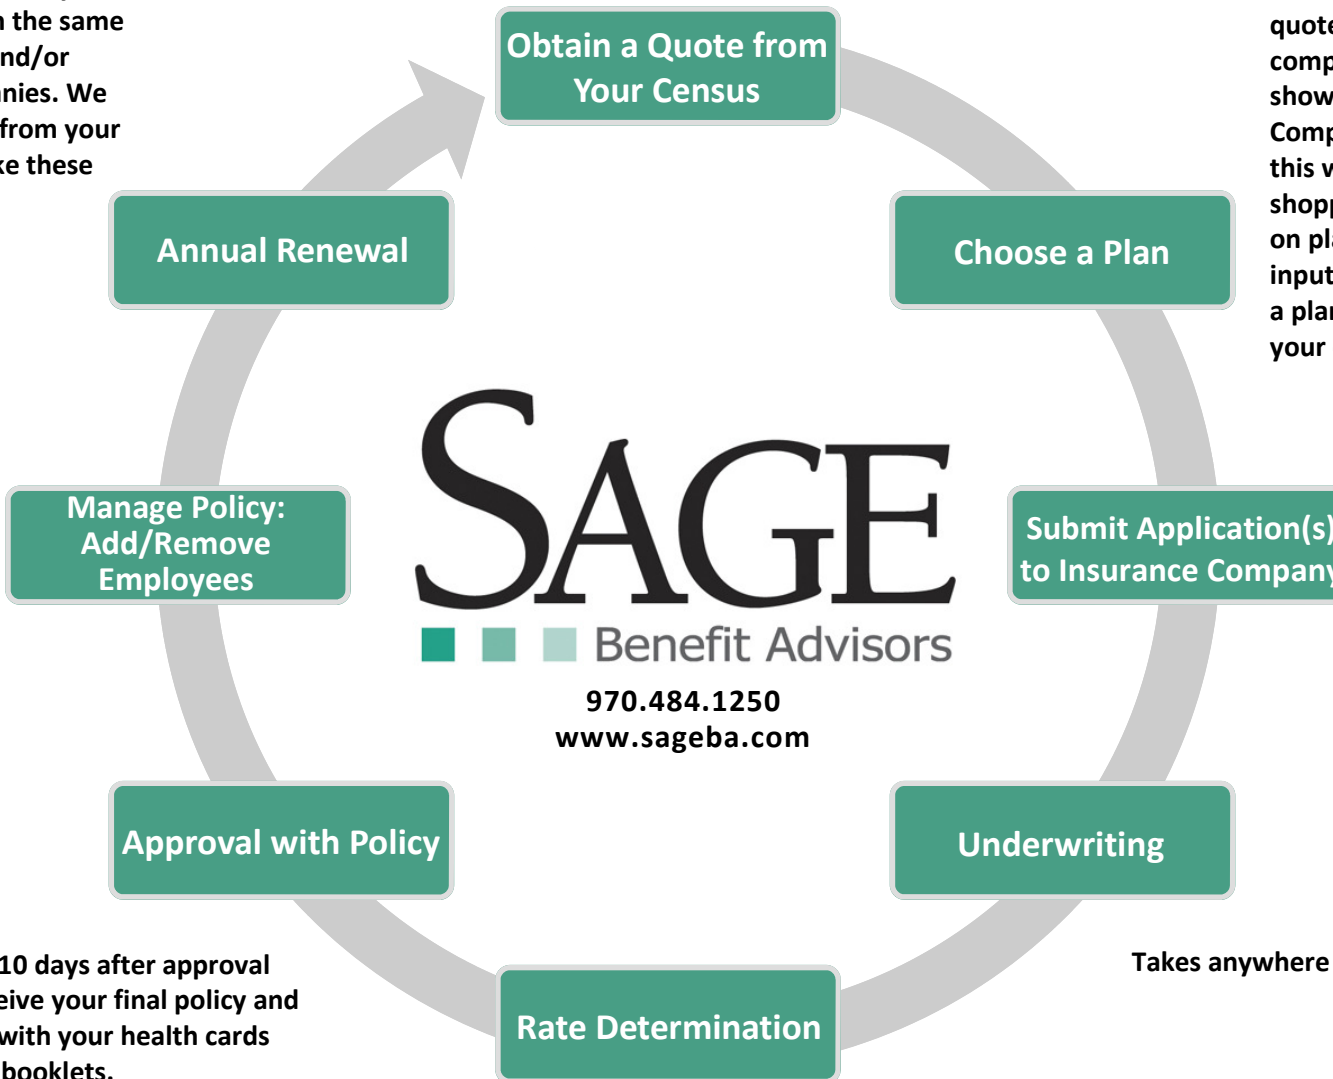 n the same
nd/or
nies. We
from your
ke these
Obtain a Quote from
Your Census
quote
comp
show
Comp
this w
shopp
on pla
input
a plan
your
Annual Renewal
Choose a Plan
Manage Policy:
Add/Remove
Employees
SAGE
Benefit Advisors
970.484.1250
www.sageba.com
Submit Application(s)
to Insurance Company
Approval with Policy
Underwriting
10 days after approval
eive your final policy and
with your health cards
booklets.
Rate Determination
Takes anywhere